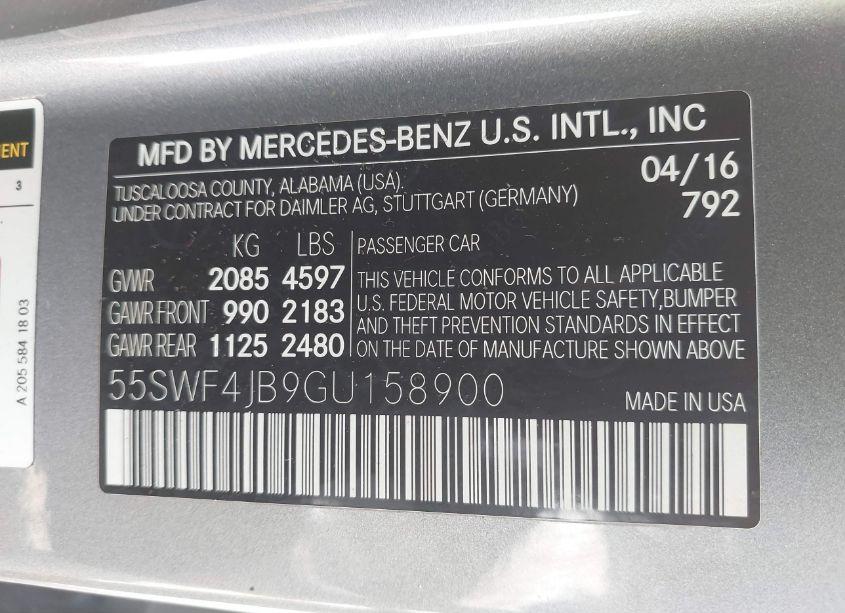 MFD BY MERCEDES-BENZ U.S. INTL., INC
TUSCALOOSA COUNTY, ALABAMA (USA).
UNDER CONTRACT FOR DAIMLER AG, STUTTGART (GERMANY)
04/16
792
KG LBS
GVWR 2085 4597
GAWR FRONT 990 2183
GAWR REAR 1125 2480
PASSENGER CAR
THIS VEHICLE CONFORMS TO ALL APPLICABLE
U.S. FEDERAL MOTOR VEHICLE SAFETY,BUMPER
AND THEFT PREVENTION STANDARDS IN EFFECT
ON THE DATE OF MANUFACTURE SHOWN ABOVE
55SWF4JB9GU158900
MADE IN USA
3
A 205 584 18 03